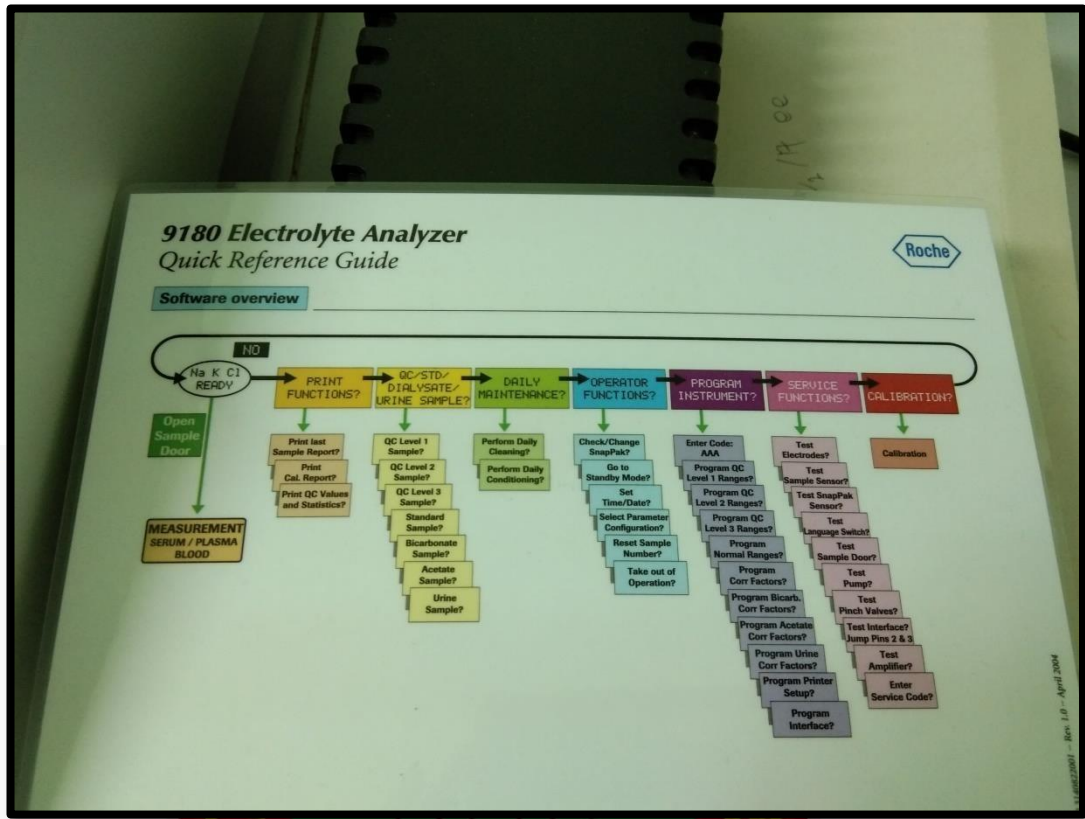 9180 Electrolyte Analyzer
Quick Reference Guide
Roche
Software overview
NO
Na K Cl
READY
PRINT
FUNCTIONS?
QC/STD/
DIALYSATE/
URINE SAMPLE?
DAILY
MAINTENANCE?
OPERATOR
FUNCTIONS?
PROGRAM
INSTRUMENT?
SERVICE
FUNCTIONS?
CALIBRATION?
Open
Sample
Door
MEASUREMENT
SERUM / PLASMA
BLOOD
Print last
Sample Report?
Print
Cal. Report?
Print QC Values
and Statistics?
QC Level 1
Sample?
QC Level 2
Sample?
QC Level 3
Sample?
Standard
Sample?
Bicarbonate
Sample?
Acetate
Sample?
Urine
Sample?
Perform Daily
Cleaning?
Perform Daily
Conditioning?
Check/Change
SnapPak?
Go to
Standby Mode?
Set
Time/Date?
Select Parameter
Configuration?
Reset Sample
Number?
Take out of
Operation?
Enter Code:
AAA
Program QC
Level 1 Ranges?
Program QC
Level 2 Ranges?
Program QC
Level 3 Ranges?
Program
Normal Ranges?
Program
Corr Factors?
Program Bicarb.
Corr Factors?
Program Acetate
Corr Factors?
Program Urine
Corr Factors?
Program Printer
Setup?
Program
Interface?
Test
Electrodes?
Test
Sample Sensor?
Test SnapPak
Sensor?
Test
Language Switch?
Test
Sample Door?
Test
Pump?
Test
Pinch Valves?
Test Interface?
Jump Pins 2 & 3
Test
Amplifier?
Enter
Service Code?
Calibration
Rev. 1.0 – April 2004